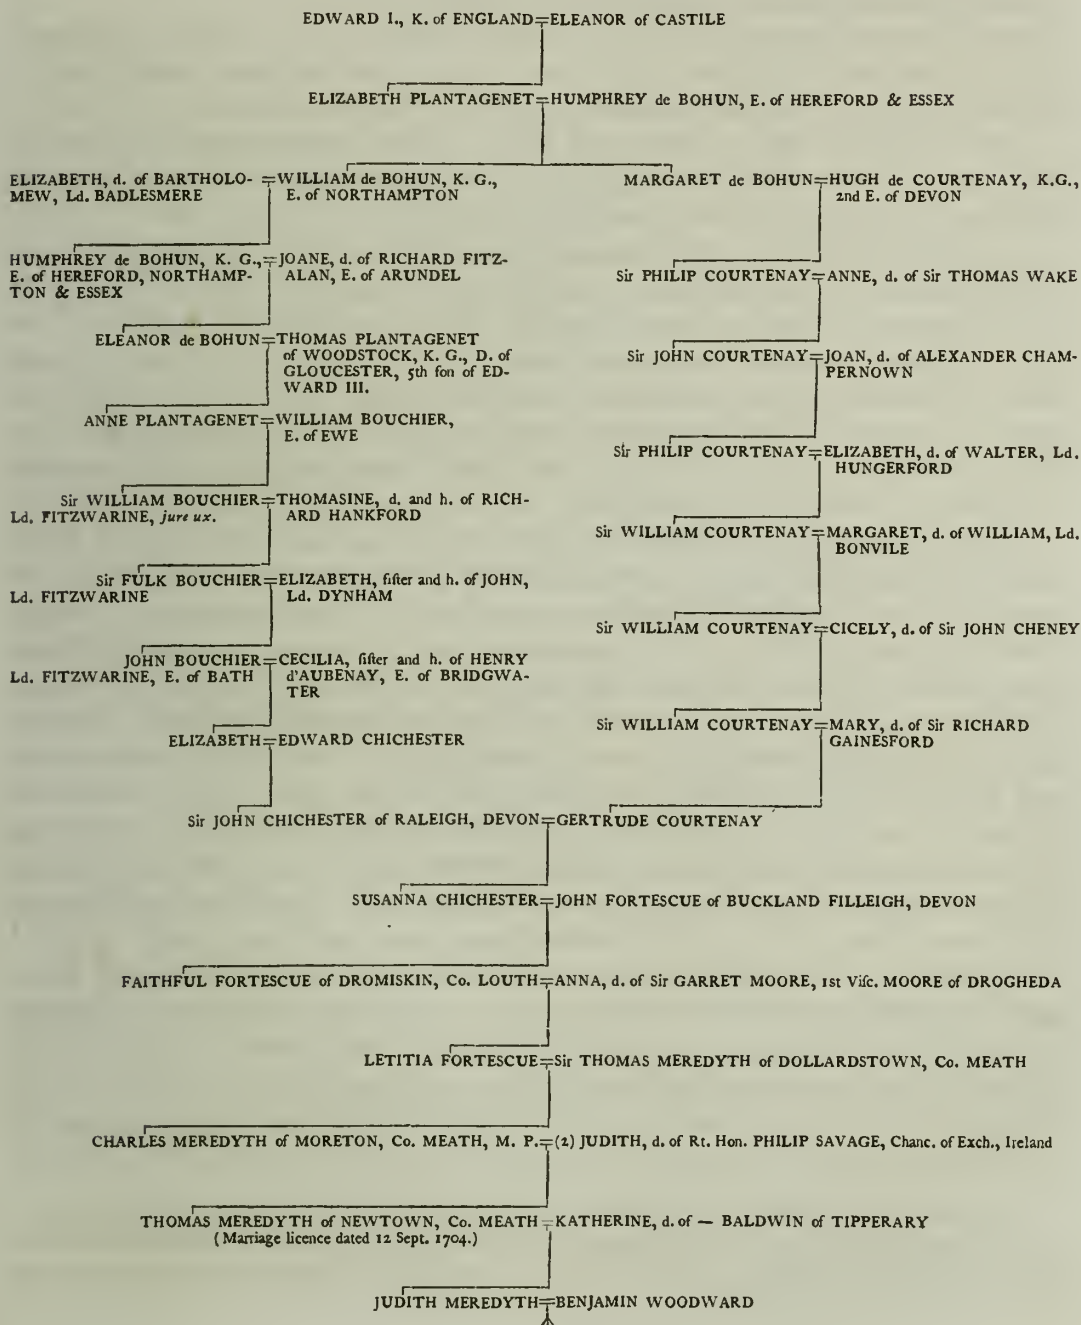 EDWARD I., K. of ENGLAND=ELEANOR of CASTILE
ELIZABETH PLANTAGENET=HUMPHREY de BOHUN, E. of HEREFORD & ESSEX
ELIZABETH, d. of BARTHOLO-
MEW, Ld. BADLESMERE
=WILLIAM de BOHUN, K. G.,
E. of NORTHAMPTON
MARGARET de BOHUN=HUGH de COURTENAY, K.G.,
2nd E. of DEVON
HUMPHREY de BOHUN, K. G.,
E. of HEREFORD, NORTHAMP-
TON & ESSEX
=JOANE, d. of RICHARD FITZ-
ALAN, E. of ARUNDEL
Sir PHILIP COURTENAY=ANNE, d. of Sir THOMAS WAKE
ELEANOR de BOHUN=THOMAS PLANTAGENET
of WOODSTOCK, K. G., D. of
GLOUCESTER, 5th ſon of ED-
WARD III.
Sir JOHN COURTENAY=JOAN, d. of ALEXANDER CHAM-
PERNOWN
ANNE PLANTAGENET=WILLIAM BOUCHIER,
E. of EWE
Sir PHILIP COURTENAY=ELIZABETH, d. of WALTER, Ld.
HUNGERFORD
Sir WILLIAM BOUCHIER
Ld. FITZWARINE, jure ux.
=THOMASINE, d. and h. of RICH-
ARD HANKFORD
Sir WILLIAM COURTENAY=MARGARET, d. of WILLIAM, Ld.
BONVILE
Sir FULK BOUCHIER
Ld. FITZWARINE
=ELIZABETH, ſiſter and h. of JOHN,
Ld. DYNHAM
Sir WILLIAM COURTENAY=CICELY, d. of Sir JOHN CHENEY
JOHN BOUCHIER
Ld. FITZWARINE, E. of BATH
=CECILIA, ſiſter and h. of HENRY
d'AUBENAY, E. of BRIDGWA-
TER
Sir WILLIAM COURTENAY=MARY, d. of Sir RICHARD
GAINESFORD
ELIZABETH=EDWARD CHICHESTER
Sir JOHN CHICHESTER of RALEIGH, DEVON=GERTRUDE COURTENAY
SUSANNA CHICHESTER=JOHN FORTESCUE of BUCKLAND FILLEIGH, DEVON
FAITHFUL FORTESCUE of DROMISKIN, Co. LOUTH=ANNA, d. of Sir GARRET MOORE, 1st Viſc. MOORE of DROGHEDA
LETITIA FORTESCUE=Sir THOMAS MEREDYTH of DOLLARDSTOWN, Co. MEATH
CHARLES MEREDYTH of MORETON, Co. MEATH, M. P.=(2) JUDITH, d. of Rt. Hon. PHILIP SAVAGE, Chanc. of Exch., Ireland
THOMAS MEREDYTH of NEWTOWN, Co. MEATH=KATHERINE, d. of — BALDWIN of TIPPERARY
(Marriage licence dated 12 Sept. 1704.)
JUDITH MEREDYTH=BENJAMIN WOODWARD